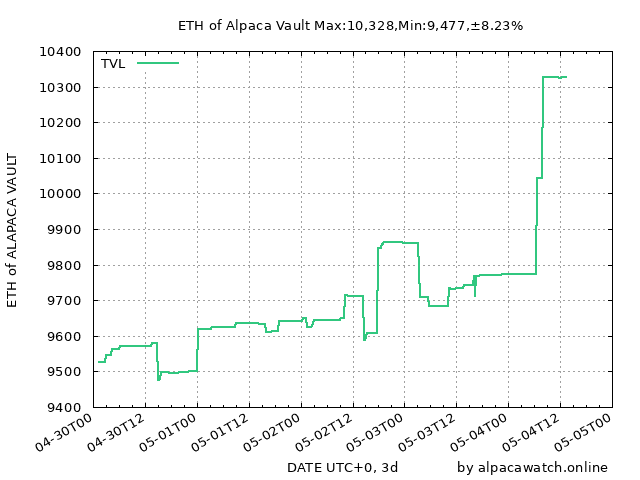 ETH of Alpaca Vault Max:10,328,Min:9,477,±8.23%
TVL
10400
10300
10200
10100
10000
9900
9800
9700
9600
9500
9400
ETH of ALAPACA VAULT
04-30T00
04-30T12
05-01T00
05-01T12
05-02T00
05-02T12
05-03T00
05-03T12
05-04T00
05-04T12
05-05T00
DATE UTC+0, 3d
by alpacawatch.online